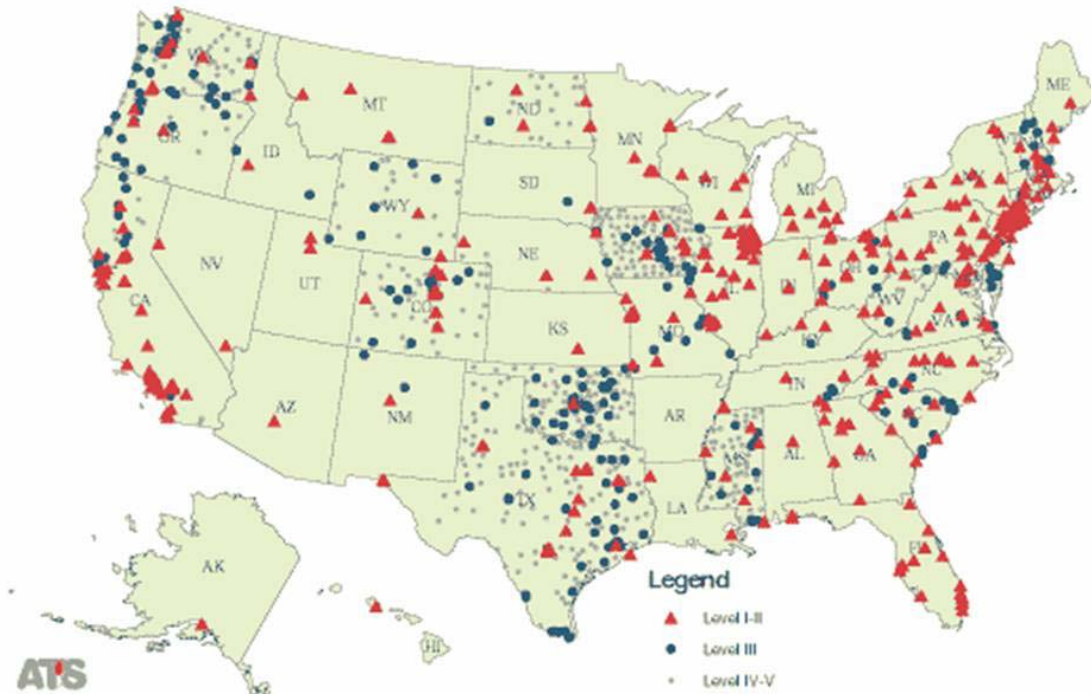 ME
WA
MT
ND
MN
VT
OR
ID
SD
WI
MI
NY
WY
NE
PA
NV
UT
IL
IN
OH
CA
CO
KS
MO
WV
VA
KY
AZ
NM
TN
NC
AR
SC
MS
AL
GA
TX
LA
FL
AK
HI
Legend
Level I-II
Level III
Level IV-V
ATS